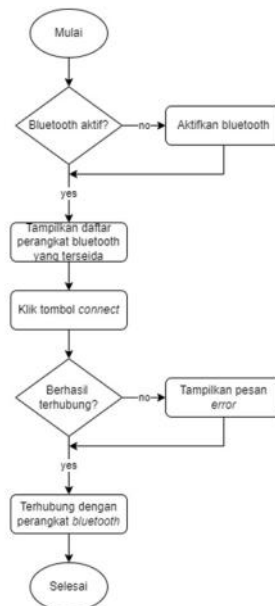 Mulai
Bluetooth aktif?
no
Aktifkan bluetooth
yes
Tampilkan daftar
perangkat bluetooth
yang terseida
Klik tombol connect
Berhasil
terhubung?
no
Tampilkan pesan
error
yes
Terhubung dengan
perangkat bluetooth
Selesai